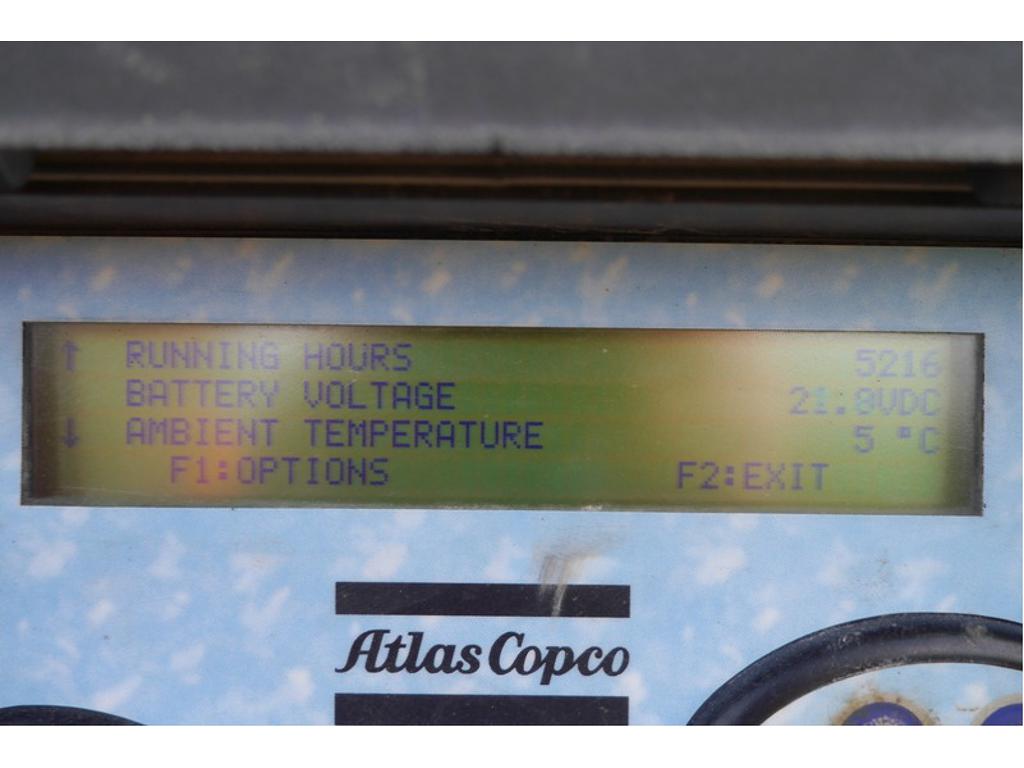 ↑ RUNNING HOURS 5216
BATTERY VOLTAGE 21.8VDC
↓ AMBIENT TEMPERATURE 5 °C
F1:OPTIONS F2:EXIT
Atlas Copco